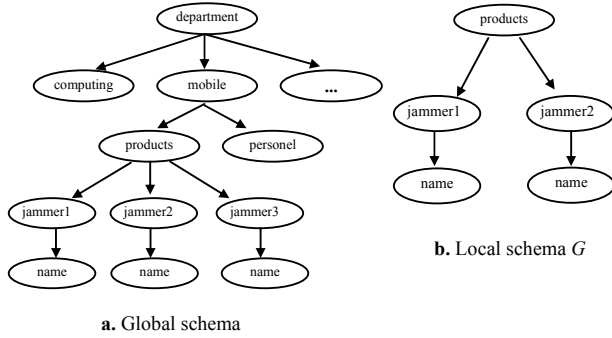 department
computing
mobile
...
products
personel
jammer1
jammer2
jammer3
name
name
name
a. Global schema
products
jammer1
jammer2
name
name
b. Local schema G